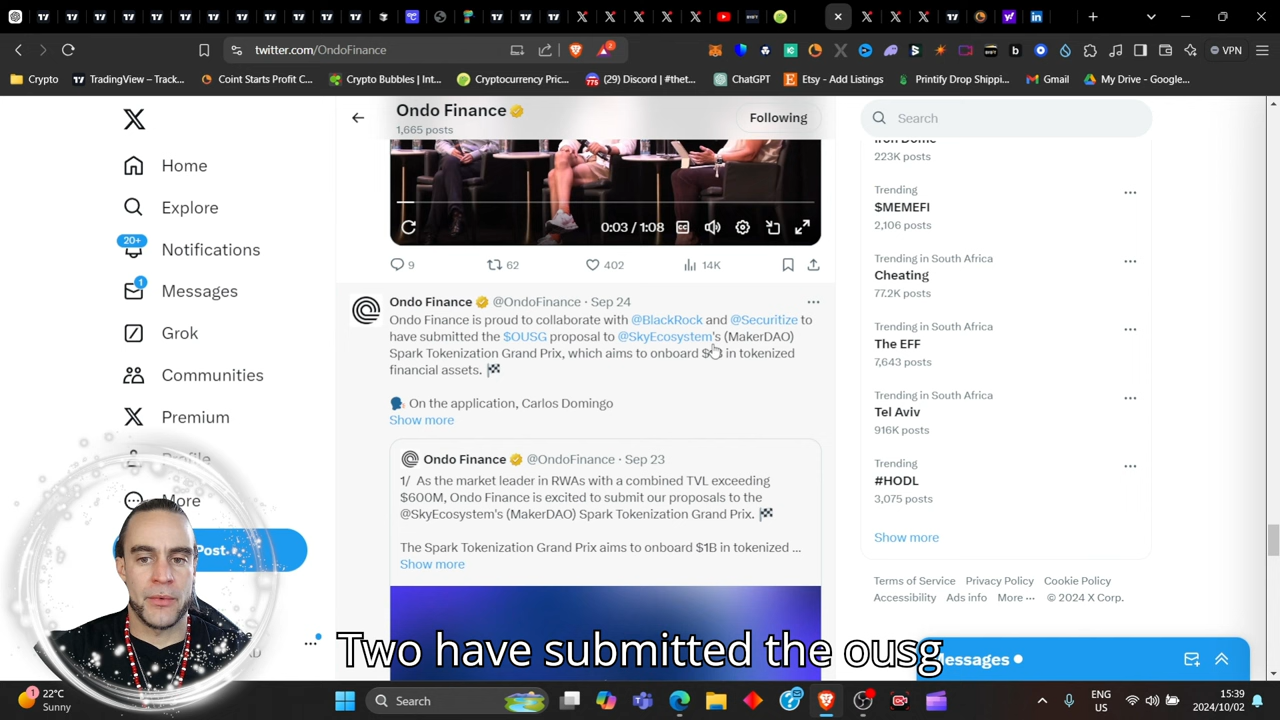 twitter.com/OndoFinance
2
VPN
Crypto
TradingView – Track...
Coint Starts Profit C...
Crypto Bubbles | Int...
Cryptocurrency Pric...
(29) Discord | #thet...
ChatGPT
Etsy - Add Listings
Printify Drop Shippi...
Gmail
My Drive - Google...
Home
Explore
20+
Notifications
1
Messages
Grok
Communities
Premium
Profile
More
Post
Ondo Finance
1,665 posts
Following
0:03 / 1:08
9
62
402
14K
Ondo Finance @OndoFinance · Sep 24
Ondo Finance is proud to collaborate with @BlackRock and @Securitize to
have submitted the $OUSG proposal to @SkyEcosystem's (MakerDAO)
Spark Tokenization Grand Prix, which aims to onboard in tokenized
financial assets.
On the application, Carlos Domingo
Show more
Ondo Finance @OndoFinance · Sep 23
1/ As the market leader in RWAs with a combined TVL exceeding
$600M, Ondo Finance is excited to submit our proposals to the
@SkyEcosystem's (MakerDAO) Spark Tokenization Grand Prix.
The Spark Tokenization Grand Prix aims to onboard $1B in tokenized ...
Show more
Search
Iron Dome
223K posts
Trending
$MEMEFI
2,106 posts
Trending in South Africa
Cheating
77.2K posts
Trending in South Africa
The EFF
7,643 posts
Trending in South Africa
Tel Aviv
916K posts
Trending
#HODL
3,075 posts
Show more
Terms of Service Privacy Policy Cookie Policy
Accessibility Ads info More ··· © 2024 X Corp.
Messages
Two have submitted the ousg
22°C
Sunny
Search
ENG
US
15:39
2024/10/02